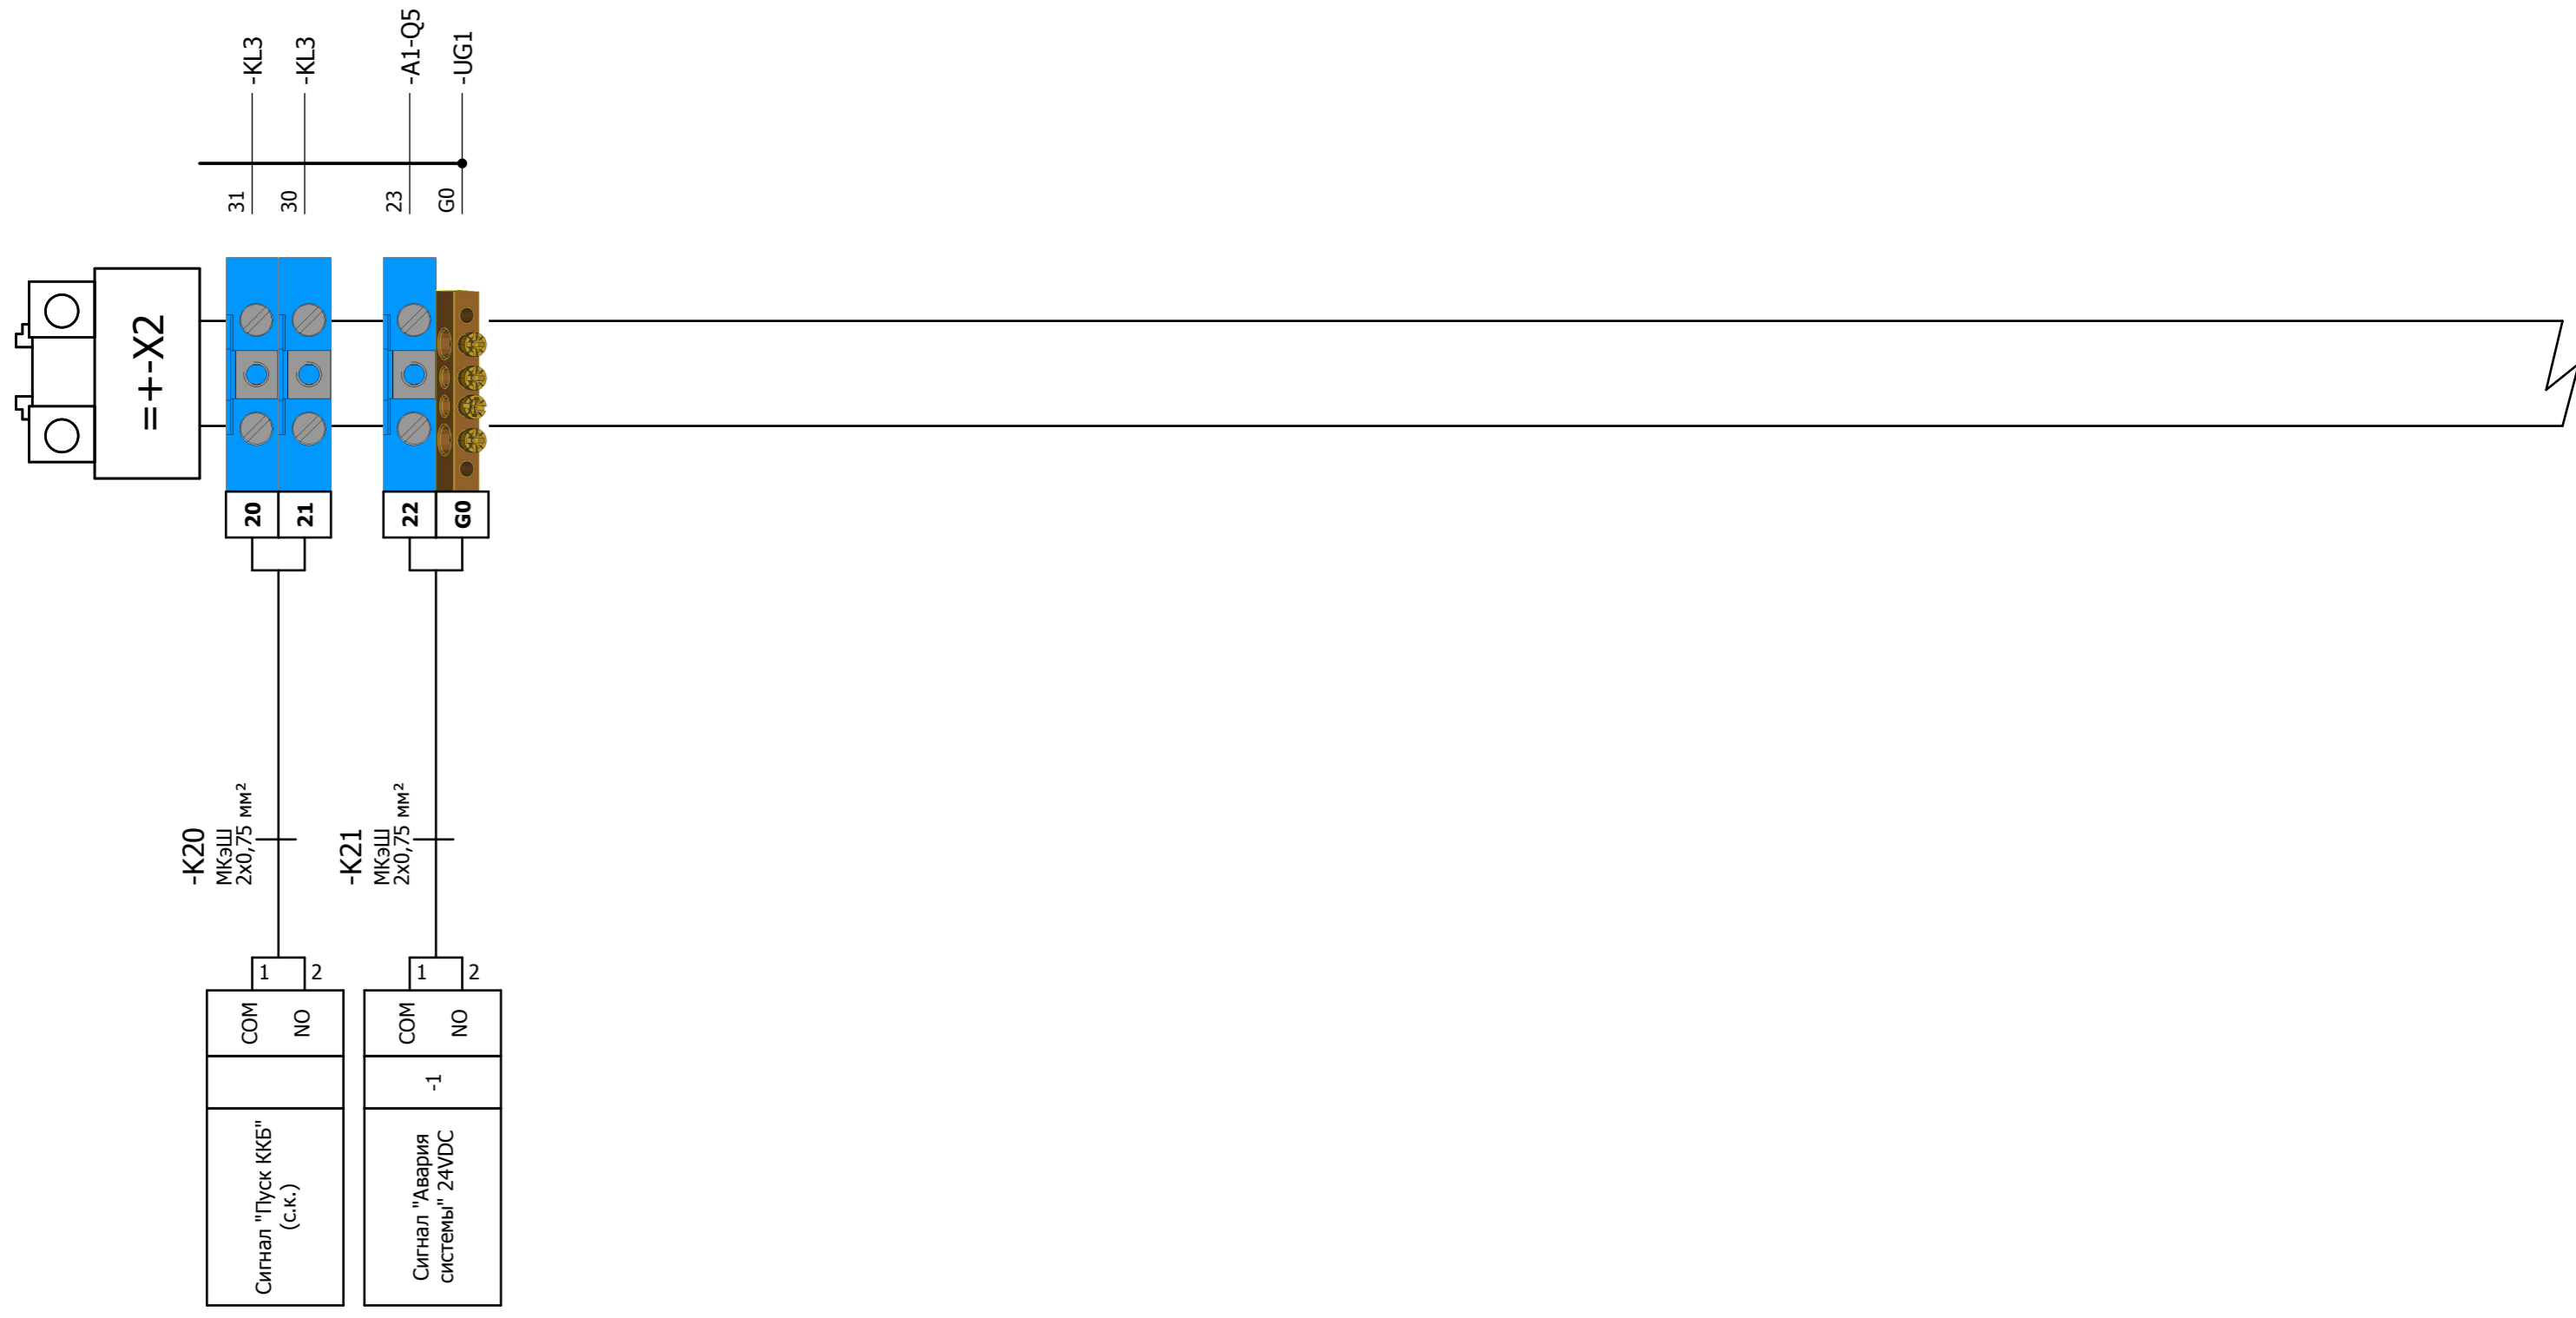 -KL3
-KL3
-A1-Q5
-UG1
31
30
23
G0
=+-X2
20
21
22
G0
-K20
МКэШ
2x0,75 мм²
-K21
МКэШ
2x0,75 мм²
1
2
1
2
COM
NO
COM
NO
-1
Сигнал "Пуск ККБ"
(с.к.)
Сигнал "Авария
системы" 24VDC